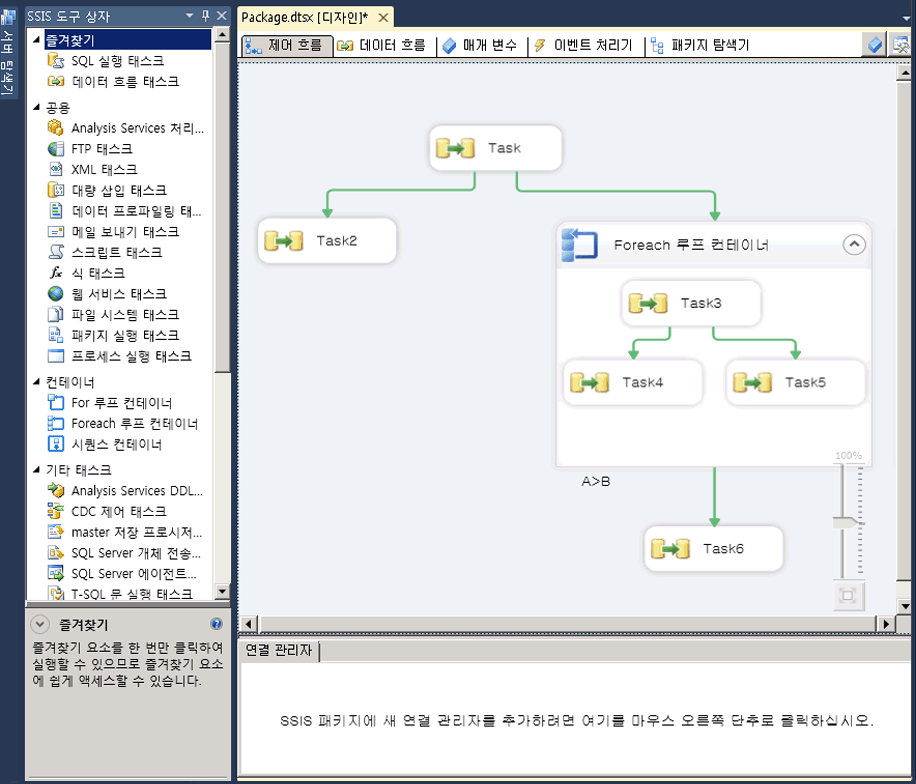 서버 탐색기
SSIS 도구 상자
즐겨찾기
SQL 실행 태스크
데이터 흐름 태스크
공용
Analysis Services 처리...
FTP 태스크
XML 태스크
대량 삽입 태스크
데이터 프로파일링 태...
메일 보내기 태스크
스크립트 태스크
식 태스크
웹 서비스 태스크
파일 시스템 태스크
패키지 실행 태스크
프로세스 실행 태스크
컨테이너
For 루프 컨테이너
Foreach 루프 컨테이너
시퀀스 컨테이너
기타 태스크
Analysis Services DDL...
CDC 제어 태스크
master 저장 프로시저...
SQL Server 개체 전송...
SQL Server 에이전트...
T-SQL 문 실행 태스크
즐겨찾기
즐겨찾기 요소를 한 번만 클릭하여
실행할 수 있으므로 즐겨찾기 요소
에 쉽게 액세스할 수 있습니다.
Package.dtsx [디자인]*
제어 흐름 데이터 흐름 매개 변수 이벤트 처리기 패키지 탐색기
Task
Task2
Foreach 루프 컨테이너
Task3
Task4 Task5
100%
A>B
Task6
연결 관리자
SSIS 패키지에 새 연결 관리자를 추가하려면 여기를 마우스 오른쪽 단추로 클릭하십시오.